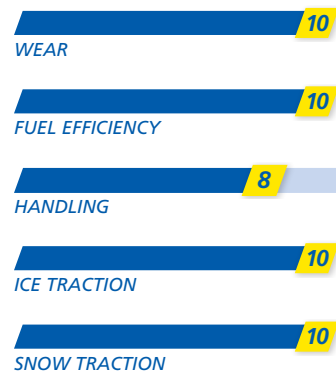 10
WEAR
10
FUEL EFFICIENCY
8
HANDLING
10
ICE TRACTION
10
SNOW TRACTION